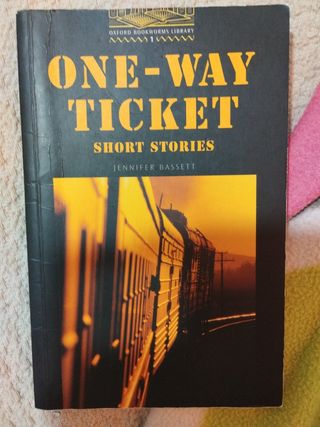 OXFORD BOOKWORMS LIBRARY
1
ONE-WAY
TICKET
SHORT STORIES
JENNIFER BASSETT